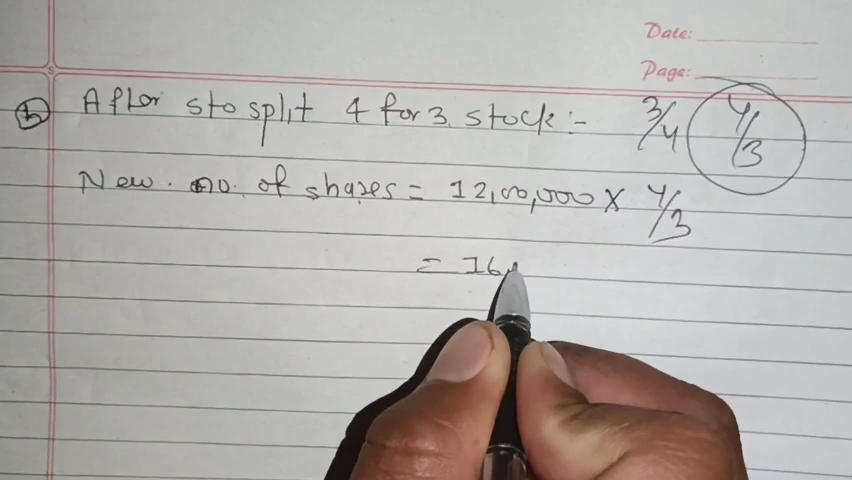 Date:
Page:
(b) After sto split 4 for 3 stock :- 3/4 4/3
New. no. of shares = 12,00,000 × 4/3
= 16,